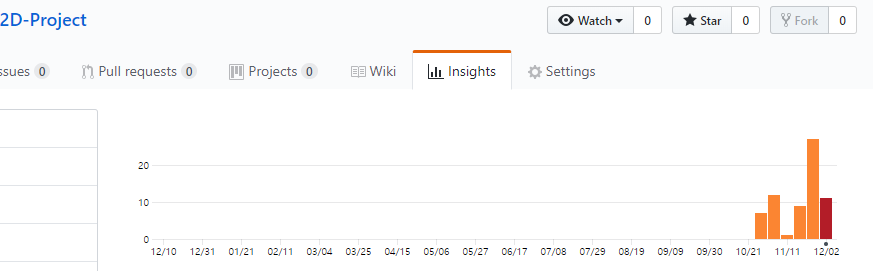 2D-Project
Watch 0 Star 0 Fork 0
ssues 0 Pull requests 0 Projects 0 Wiki Insights Settings
20
10
0
12/10 12/31 01/21 02/11 03/04 03/25 04/15 05/06 05/27 06/17 07/08 07/29 08/19 09/09 09/30 10/21 11/11 12/02